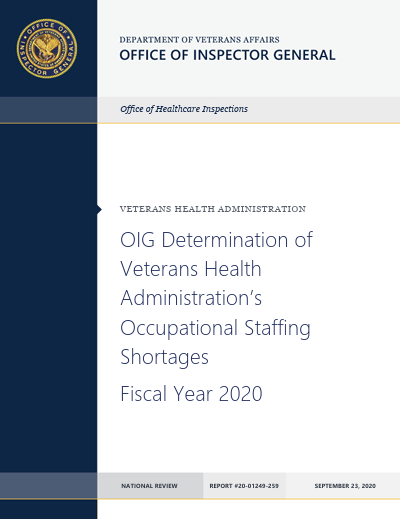 OFFICE OF
INSPECTOR GENERAL
DEPARTMENT OF VETERANS AFFAIRS
OFFICE OF INSPECTOR GENERAL
Office of Healthcare Inspections
VETERANS HEALTH ADMINISTRATION
OIG Determination of
Veterans Health
Administration’s
Occupational Staffing
Shortages
Fiscal Year 2020
NATIONAL REVIEW
REPORT #20-01249-259
SEPTEMBER 23, 2020